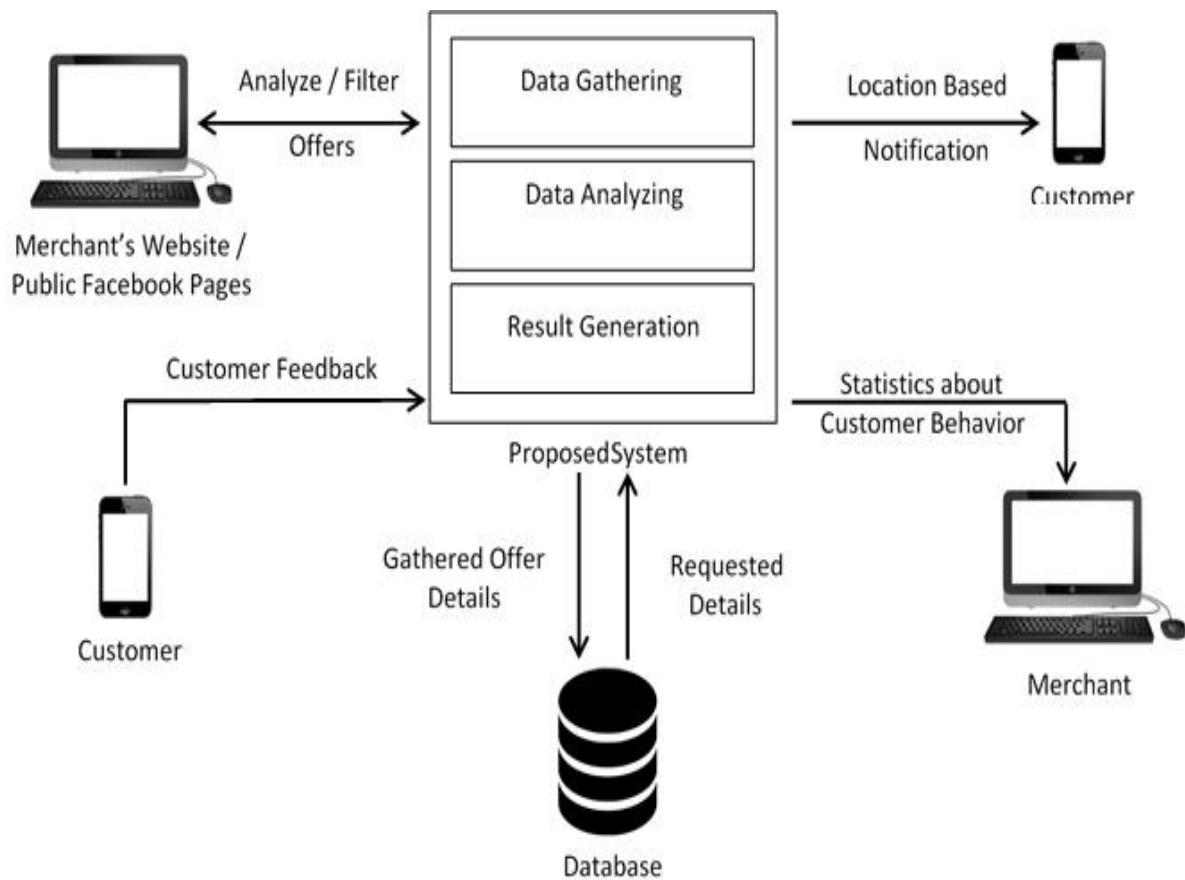 Analyze / Filter
Offers
Merchant's Website /
Public Facebook Pages
Data Gathering
Data Analyzing
Result Generation
Location Based
Notification
Customer
Customer Feedback
Customer
ProposedSystem
Statistics about
Customer Behavior
Merchant
Gathered Offer
Details
Requested
Details
Database